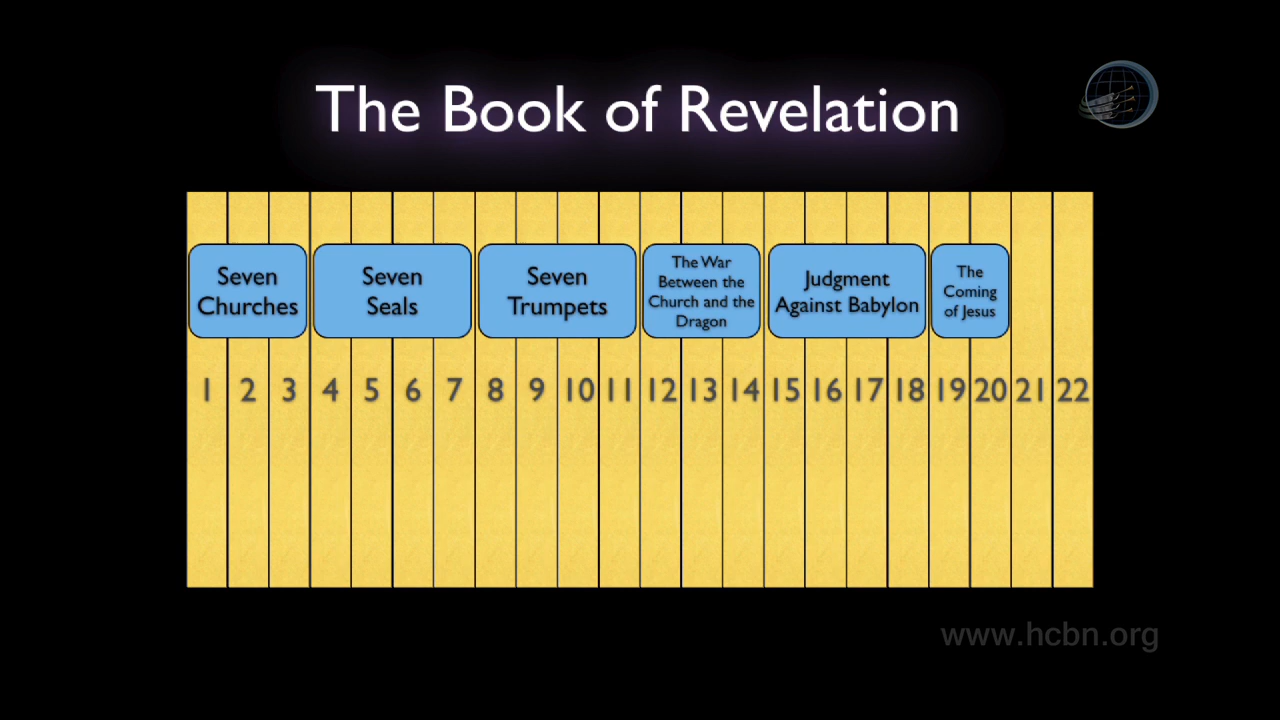 The Book of Revelation
Seven
Churches
Seven
Seals
Seven
Trumpets
The War
Between the
Church and the
Dragon
Judgment
Against Babylon
The
Coming
of Jesus
1 2 3 4 5 6 7 8 9 10 11 12 13 14 15 16 17 18 19 20 21 22
www.hcbn.org